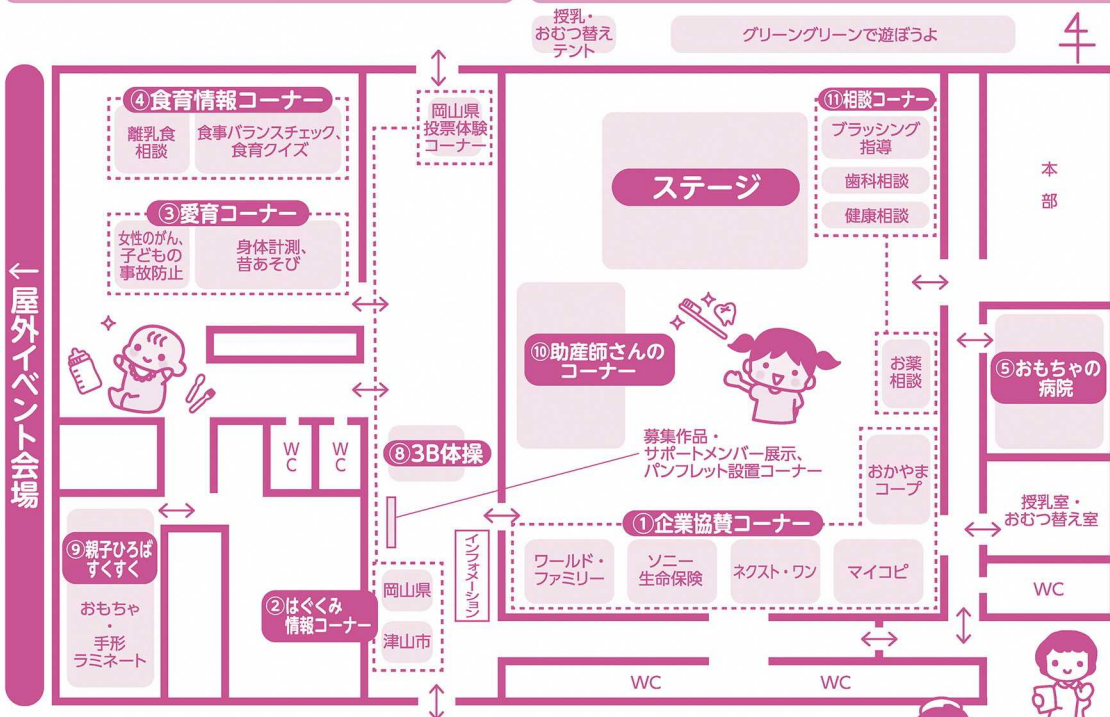 授乳・
おむつ替え
テント
グリーングリーンで遊ぼうよ
4
④食育情報コーナー
離乳食
相談
食事バランスチェック、
食育クイズ
岡山県
投票体験
コーナー
⑪相談コーナー
ブラッシング
指導
歯科相談
健康相談
ステージ
本部
③愛育コーナー
女性のがん、
子どもの
事故防止
身体計測、
昔あそび
←屋外イベント会場
⑩助産師さんの
コーナー
お薬
相談
⑤おもちゃの
病院
WC
WC
⑧3B体操
募集作品・
サポートメンバー展示、
パンフレット設置コーナー
おかやま
コープ
授乳室・
おむつ替え室
①企業協賛コーナー
ワールド・
ファミリー
ソニー
生命保険
ネクスト・ワン
マイコピ
インフォメーション
⑨親子ひろば
すくすく
おもちゃ
・
手形
ラミネート
②はぐくみ
情報コーナー
岡山県
津山市
WC
WC
WC